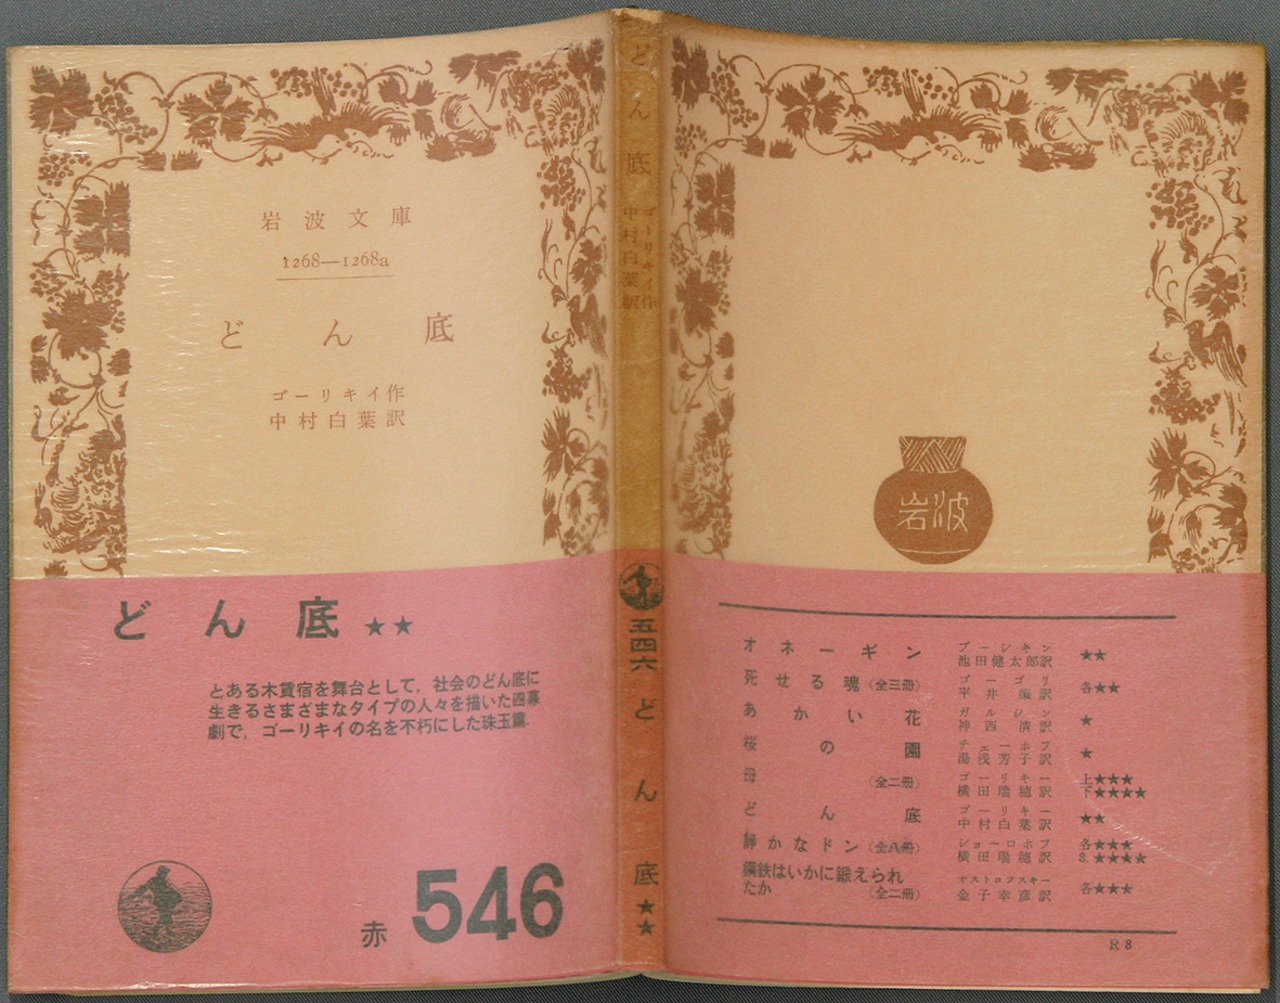 岩波文庫
1268—1268a
どん底
ゴーリキイ作
中村白葉訳
どん底 ★★
とある木賃宿を舞台として，社会のどん底に
生きるさまざまなタイプの人々を描いた四幕
劇で，ゴーリキイの名を不朽にした珠玉篇.
赤 546
どん底
ゴーリキイ作
中村白葉訳
五四六
どん底
★★
岩波
オネーギン プーシキン 池田健太郎訳 ★★
死せる魂（全三冊） ゴーゴリ 平井肇訳 各★★
あかい花 ガルシン 神西清訳 ★
桜の園 チェーホフ 湯浅芳子訳 ★
母（全二冊） ゴーリキー 横田瑞穂訳 上★★★ 下★★★★
どん底 ゴーリキー 中村白葉訳 ★★
静かなドン（全八冊） ショーロホフ 横田瑞穂訳 各★★★ 8.★★★★
鋼鉄はいかに鍛えられ
たか（全二冊） オストロフスキー 金子幸彦訳 各★★★
R8